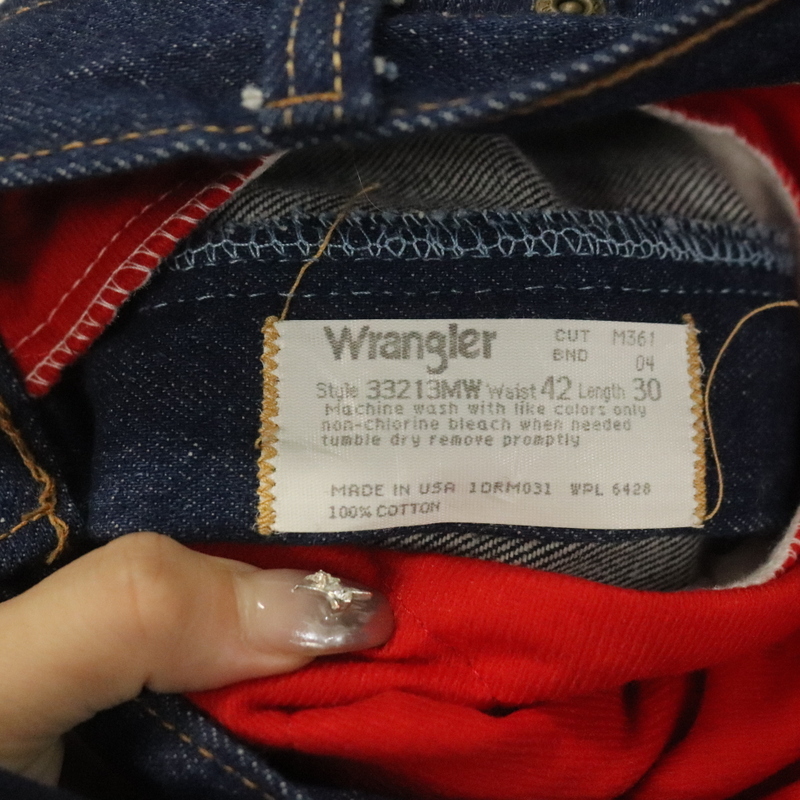 Wrangler
CUT M361
BND 04
Style 33213MW Waist 42 Length 30
Machine wash with like colors only
non-chlorine bleach when needed
tumble dry remove promptly
MADE IN USA 1DRM031 WPL 6428
100% COTTON